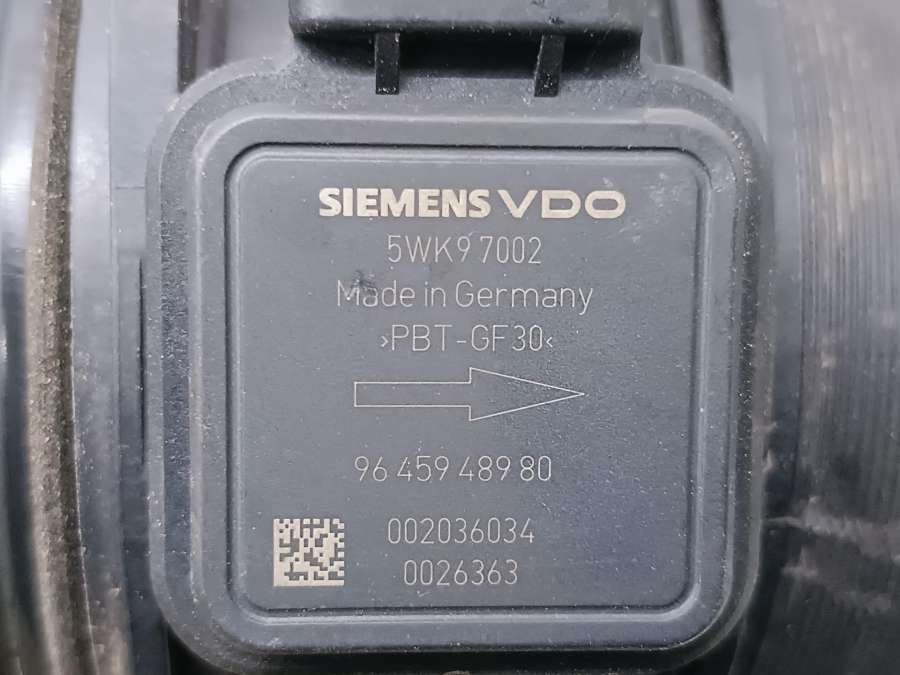 SIEMENS VDO
5WK9 7002
Made in Germany
>PBT-GF30<
96 459 489 80
002036034
0026363